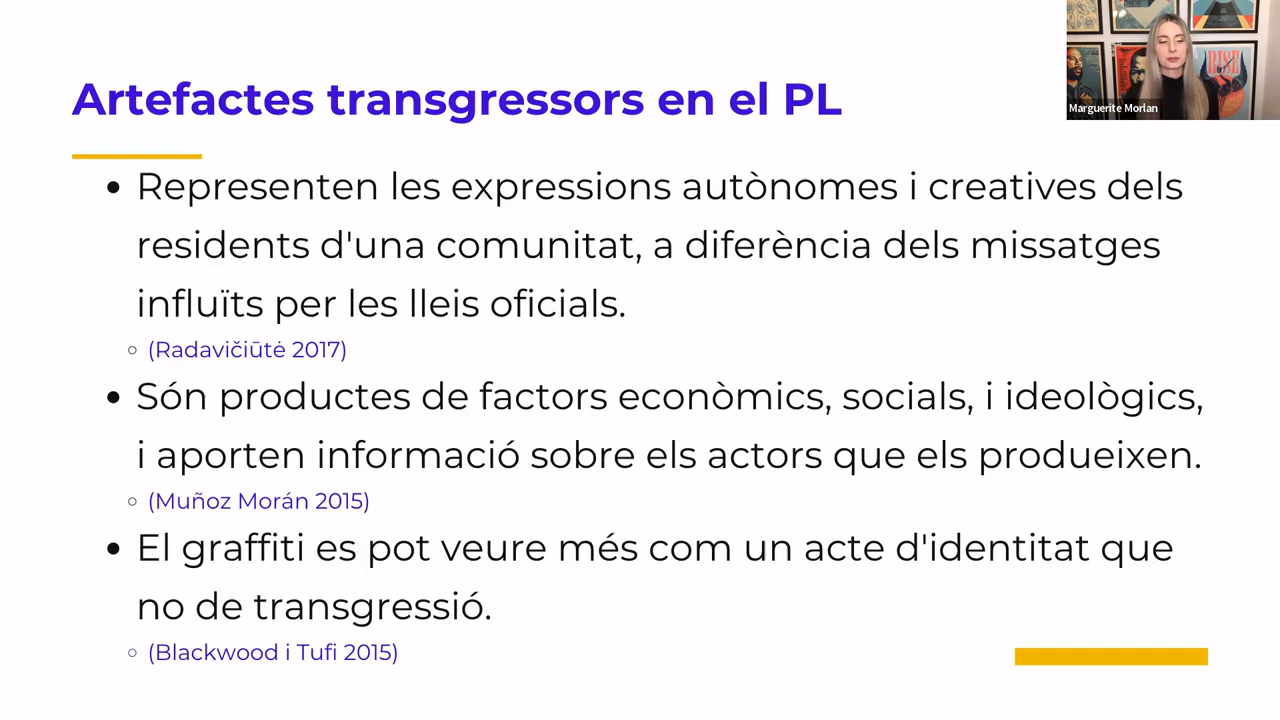 Artefactes transgressors en el PL
Marguerite Morlan
RISE
• Representen les expressions autònomes i creatives dels
residents d'una comunitat, a diferència dels missatges
influïts per les lleis oficials.
○ (Radavičiūtė 2017)
• Són productes de factors econòmics, socials, i ideològics,
i aporten informació sobre els actors que els produeixen.
○ (Muñoz Morán 2015)
• El graffiti es pot veure més com un acte d'identitat que
no de transgressió.
○ (Blackwood i Tufi 2015)